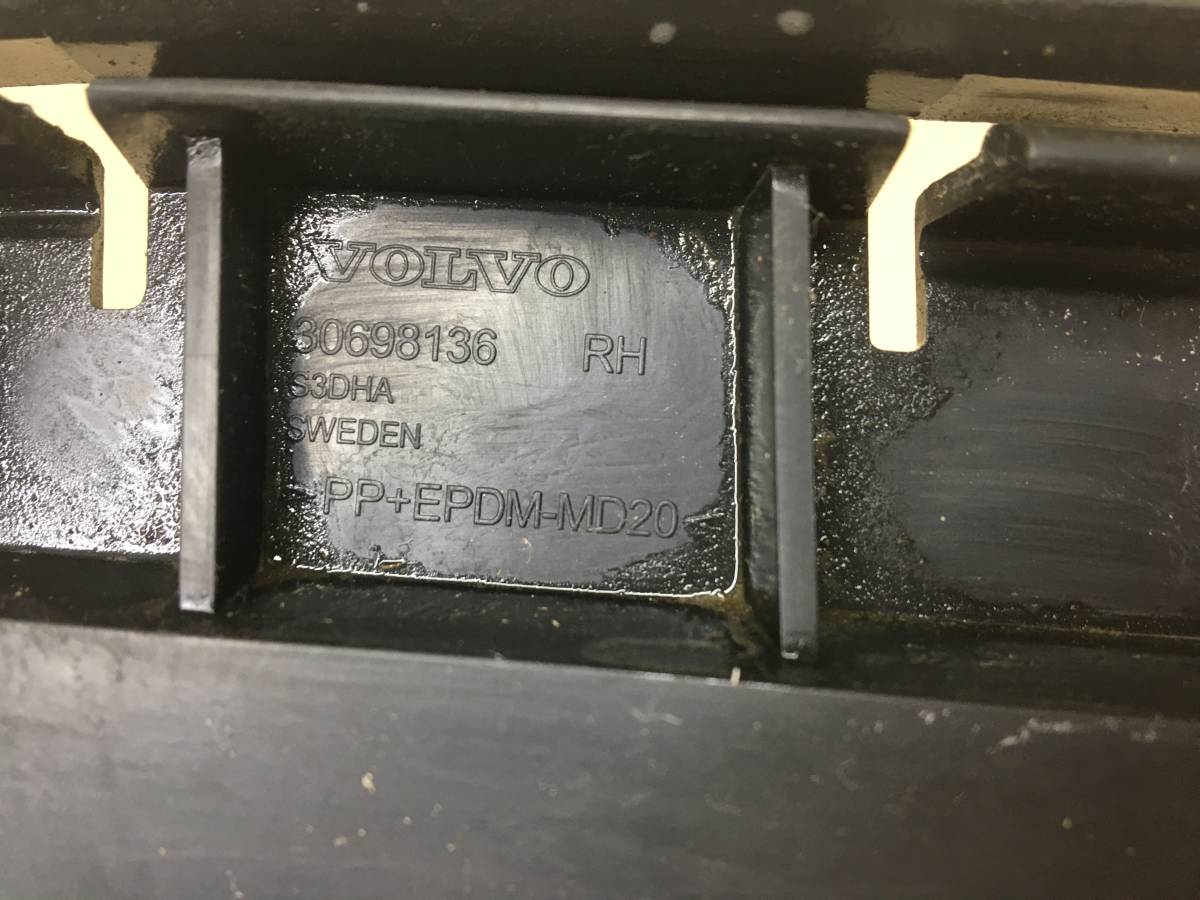 VOLVO
30698136 RH
S3DHA
SWEDEN
PP+EPDM-MD20